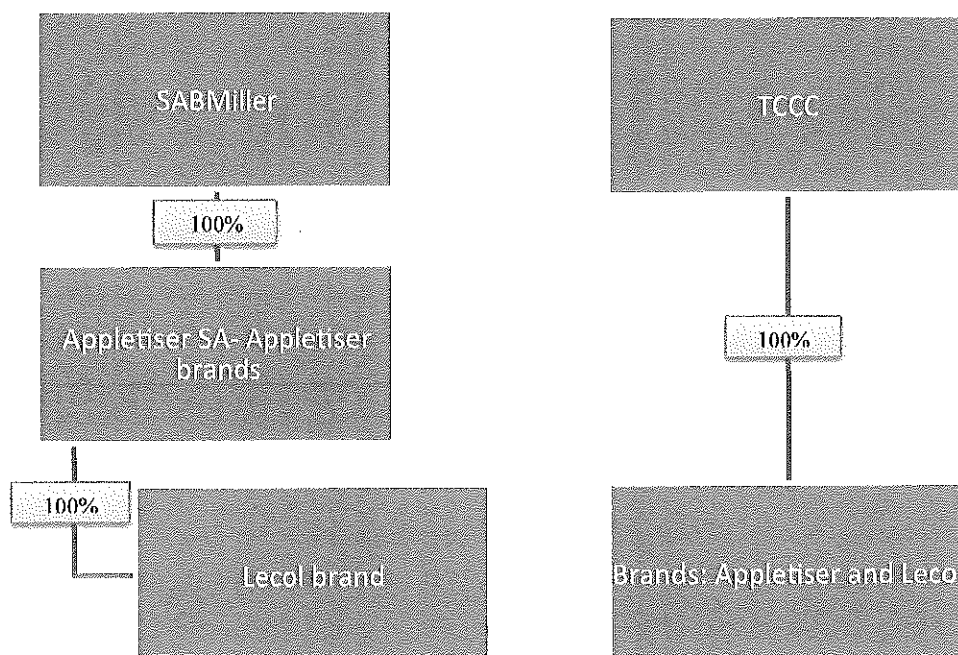 SABMiller
100%
Appletiser SA- Appletiser
brands
100%
Lecol brand
TCCC
100%
Brands: Appletiser and Leco